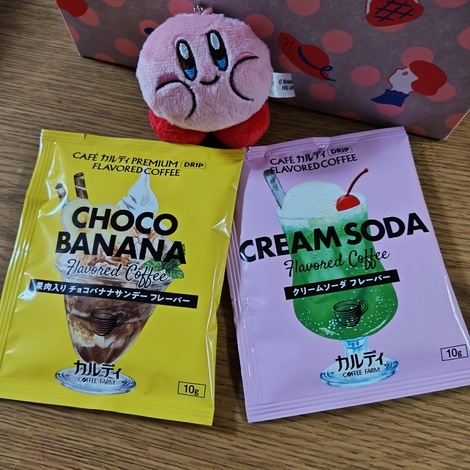 CAFÉ カルディ PREMIUM DRIP
FLAVORED COFFEE
CHOCO
BANANA
Flavored Coffee
果肉入り チョコバナナサンデー フレーバー
カルディ
COFFEE FARM
10g
CAFÉ カルディ DRIP
FLAVORED COFFEE
CREAM SODA
Flavored Coffee
クリームソーダ フレーバー
カルディ
COFFEE FARM
10g